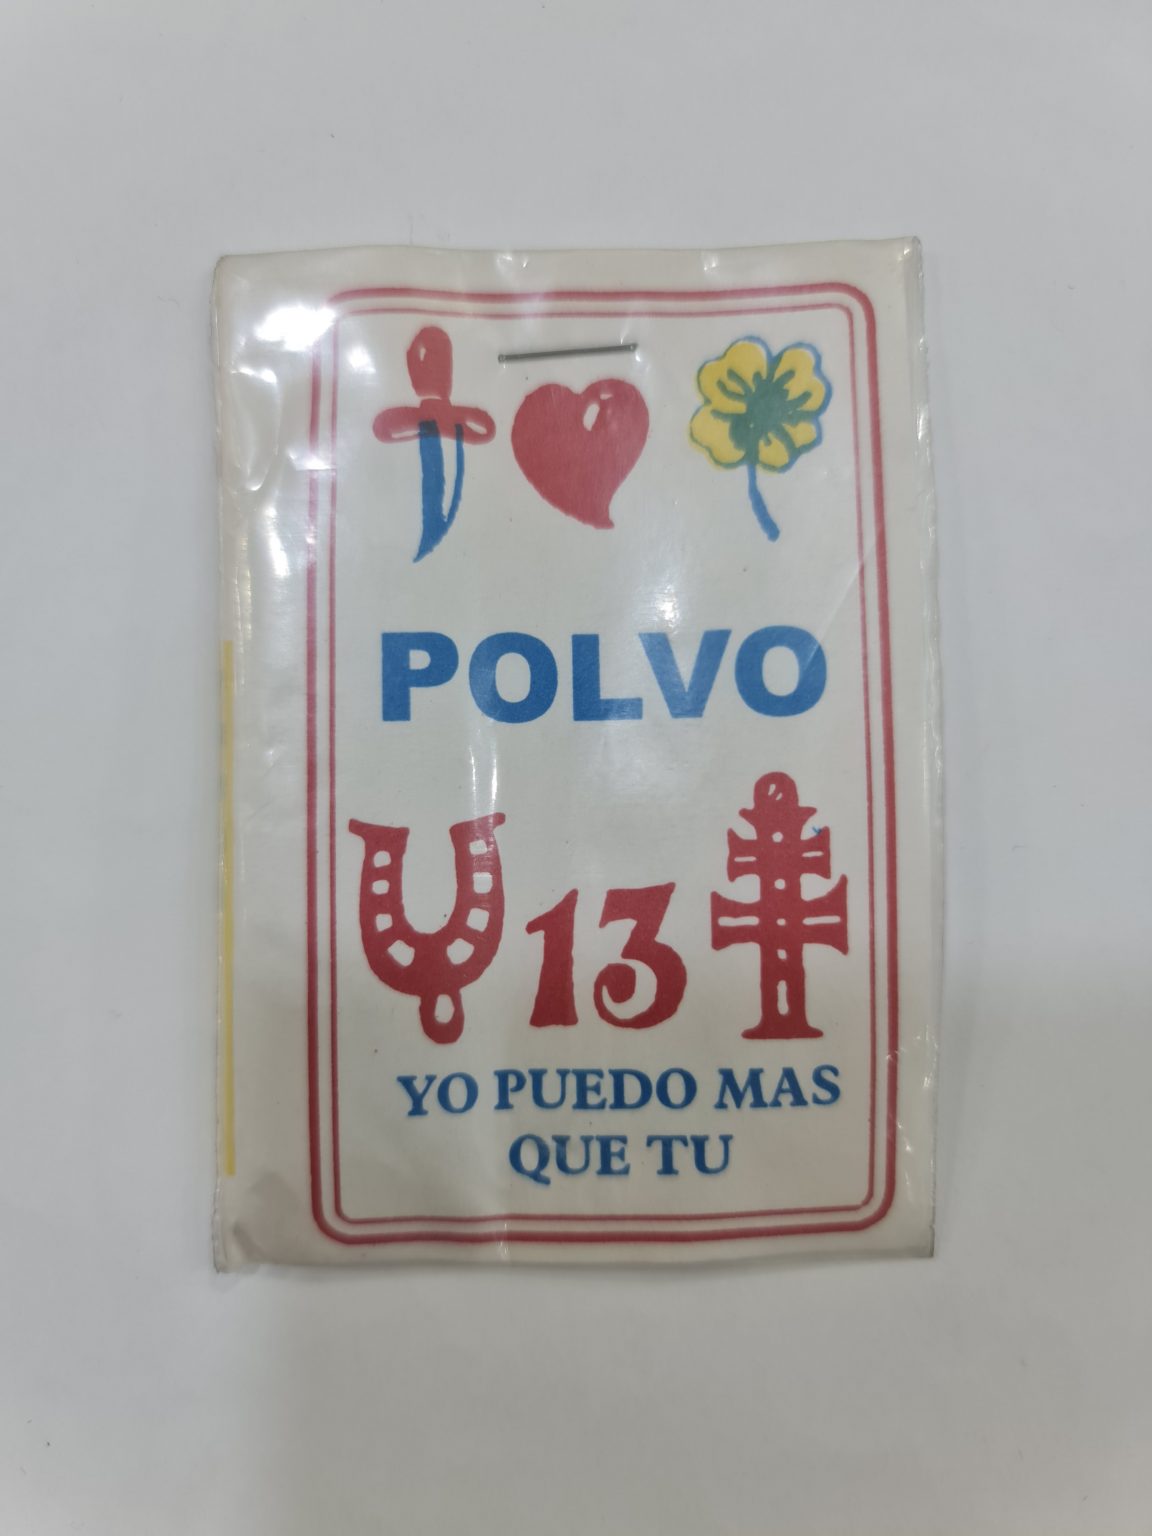 POLVO
13
YO PUEDO MAS
QUE TU